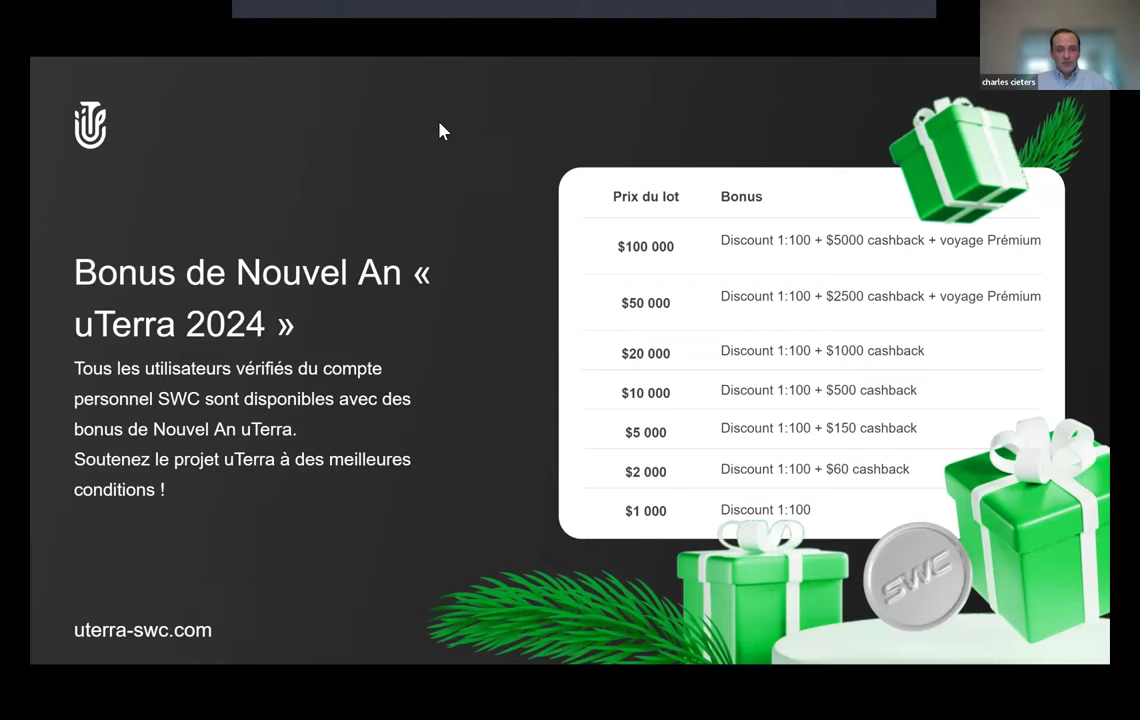 charles cieters
Bonus de Nouvel An «
uTerra 2024 »
Tous les utilisateurs vérifiés du compte
personnel SWC sont disponibles avec des
bonus de Nouvel An uTerra.
Soutenez le projet uTerra à des meilleures
conditions !
uterra-swc.com
Prix du lot Bonus
$100 000 Discount 1:100 + $5000 cashback + voyage Prémium
$50 000 Discount 1:100 + $2500 cashback + voyage Prémium
$20 000 Discount 1:100 + $1000 cashback
$10 000 Discount 1:100 + $500 cashback
$5 000 Discount 1:100 + $150 cashback
$2 000 Discount 1:100 + $60 cashback
$1 000 Discount 1:100
SWC